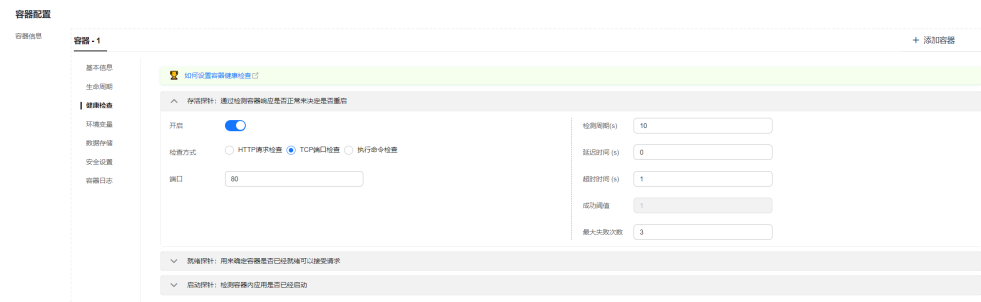 容器配置
容器信息
容器 - 1
+ 添加容器
基本信息
生命周期
健康检查
环境变量
数据存储
安全设置
容器日志
如何设置容器健康检查
存活探针：通过检测容器响应是否正常来决定是否重启
开启
检查方式
HTTP请求检查
TCP端口检查
执行命令检查
端口
80
检测周期(s)
10
延迟时间 (s)
0
超时时间 (s)
1
成功阈值
1
最大失败次数
3
就绪探针：用来确定容器是否已经就绪可以接受请求
启动探针：检测容器内应用是否已经启动